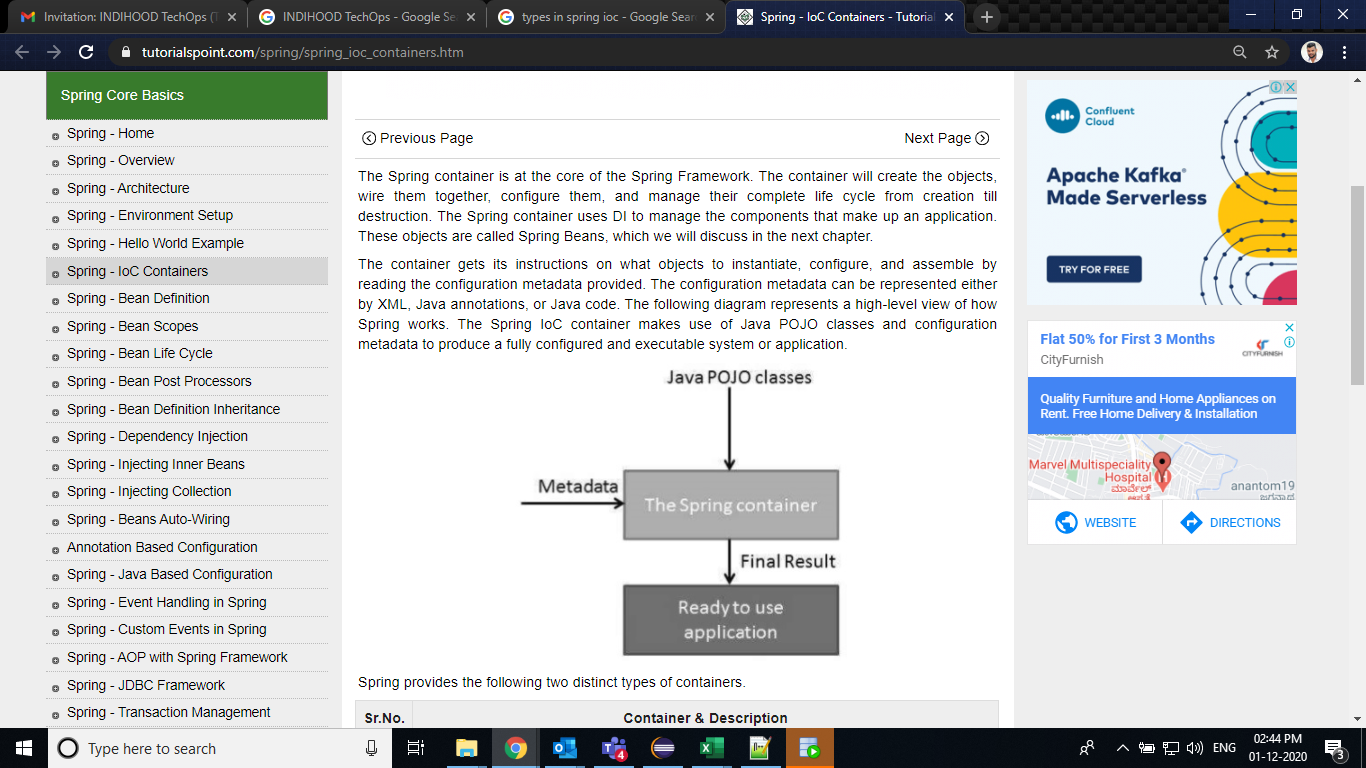 Invitation: INDIHOOD TechOps (T
INDIHOOD TechOps - Google Se
types in spring ioc - Google Sear
Spring - IoC Containers - Tutorial
tutorialspoint.com/spring/spring_ioc_containers.htm
Spring Core Basics
Spring - Home
Spring - Overview
Spring - Architecture
Spring - Environment Setup
Spring - Hello World Example
Spring - IoC Containers
Spring - Bean Definition
Spring - Bean Scopes
Spring - Bean Life Cycle
Spring - Bean Post Processors
Spring - Bean Definition Inheritance
Spring - Dependency Injection
Spring - Injecting Inner Beans
Spring - Injecting Collection
Spring - Beans Auto-Wiring
Annotation Based Configuration
Spring - Java Based Configuration
Spring - Event Handling in Spring
Spring - Custom Events in Spring
Spring - AOP with Spring Framework
Spring - JDBC Framework
Spring - Transaction Management
Previous Page
Next Page
The Spring container is at the core of the Spring Framework. The container will create the objects,
wire them together, configure them, and manage their complete life cycle from creation till
destruction. The Spring container uses DI to manage the components that make up an application.
These objects are called Spring Beans, which we will discuss in the next chapter.
The container gets its instructions on what objects to instantiate, configure, and assemble by
reading the configuration metadata provided. The configuration metadata can be represented either
by XML, Java annotations, or Java code. The following diagram represents a high-level view of how
Spring works. The Spring IoC container makes use of Java POJO classes and configuration
metadata to produce a fully configured and executable system or application.
Java POJO classes
Metadata
The Spring container
Final Result
Ready to use
application
Spring provides the following two distinct types of containers.
Sr.No.
Container & Description
Confluent
Cloud
Apache Kafka®
Made Serverless
TRY FOR FREE
Flat 50% for First 3 Months
CityFurnish
CITYFURNISH
Quality Furniture and Home Appliances on
Rent. Free Home Delivery & Installation
Marvel Multispeciality
Hospital
ಮಾರ್ವೆಲ್
anantom19
WEBSITE
DIRECTIONS
Type here to search
4
ENG
02:44 PM
01-12-2020
3